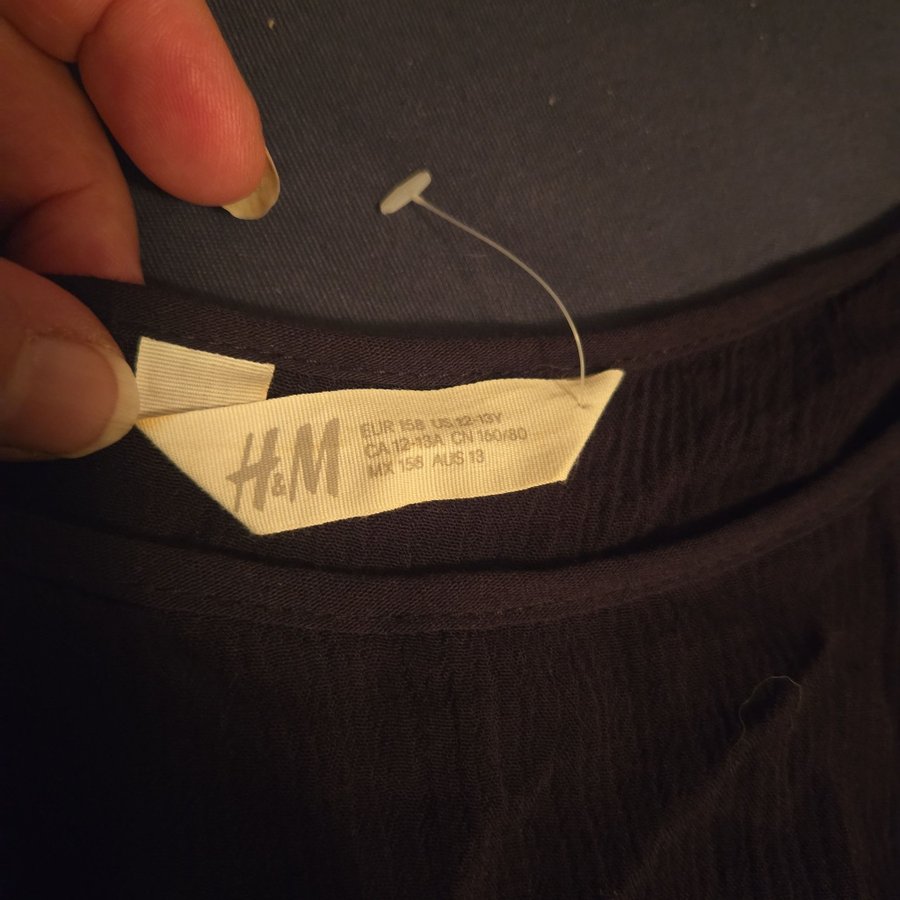 H&M
EUR 158 US 12-13Y
CA 12-13A CN 160/80
MX 158 AUS 13